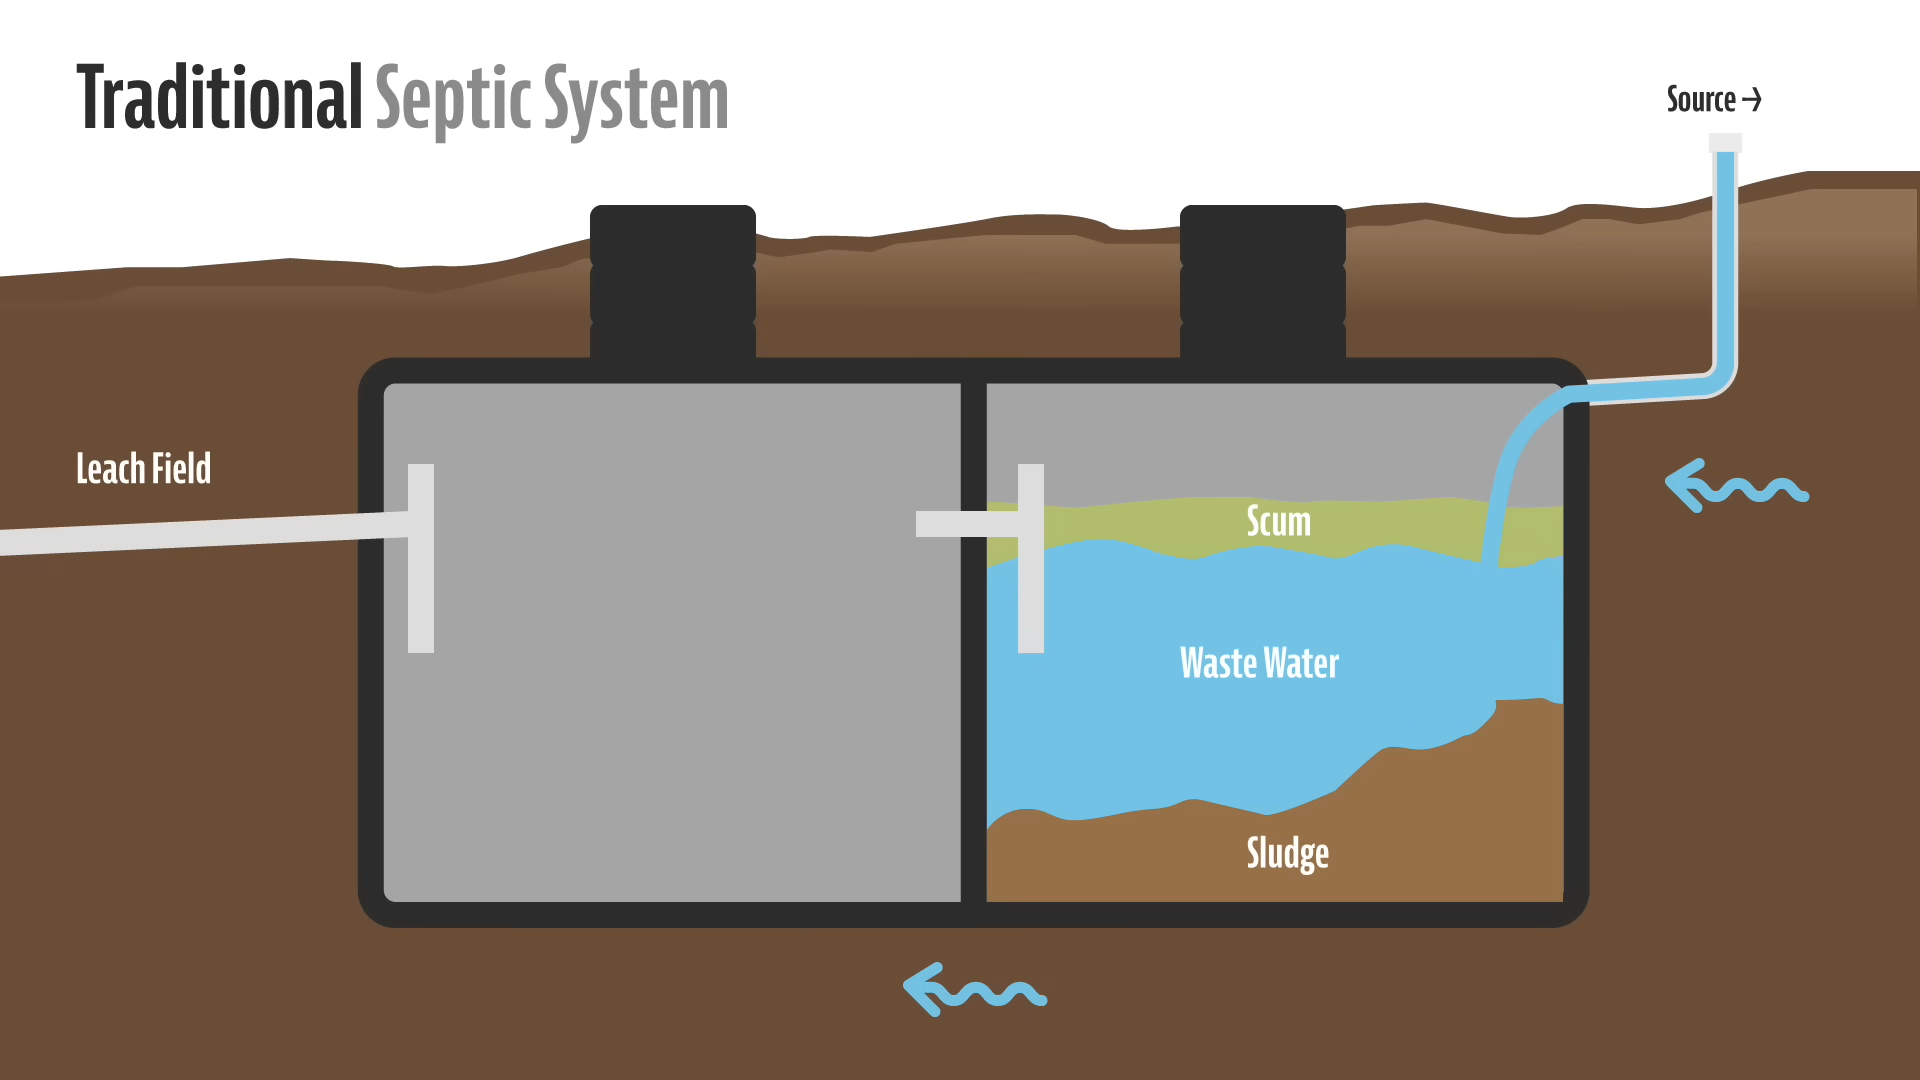 Traditional Septic System
Source →
Leach Field
Scum
Waste Water
Sludge